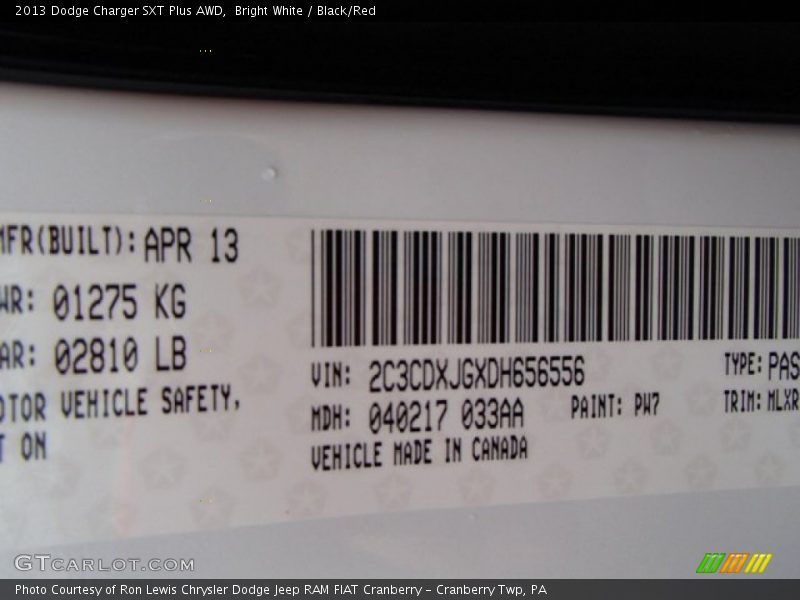 2013 Dodge Charger SXT Plus AWD,  Bright White / Black/Red
MFR(BUILT): APR 13
WR: 01275 KG
AR: 02810 LB
OTOR VEHICLE SAFETY,
T ON
VIN: 2C3CDXJGXDH656556
TYPE: PAS
MDH: 040217 033AA
PAINT: PW7
TRIM: MLXR
VEHICLE MADE IN CANADA
GTCARLOT.COM
Photo Courtesy of Ron Lewis Chrysler Dodge Jeep RAM FIAT Cranberry – Cranberry Twp, PA